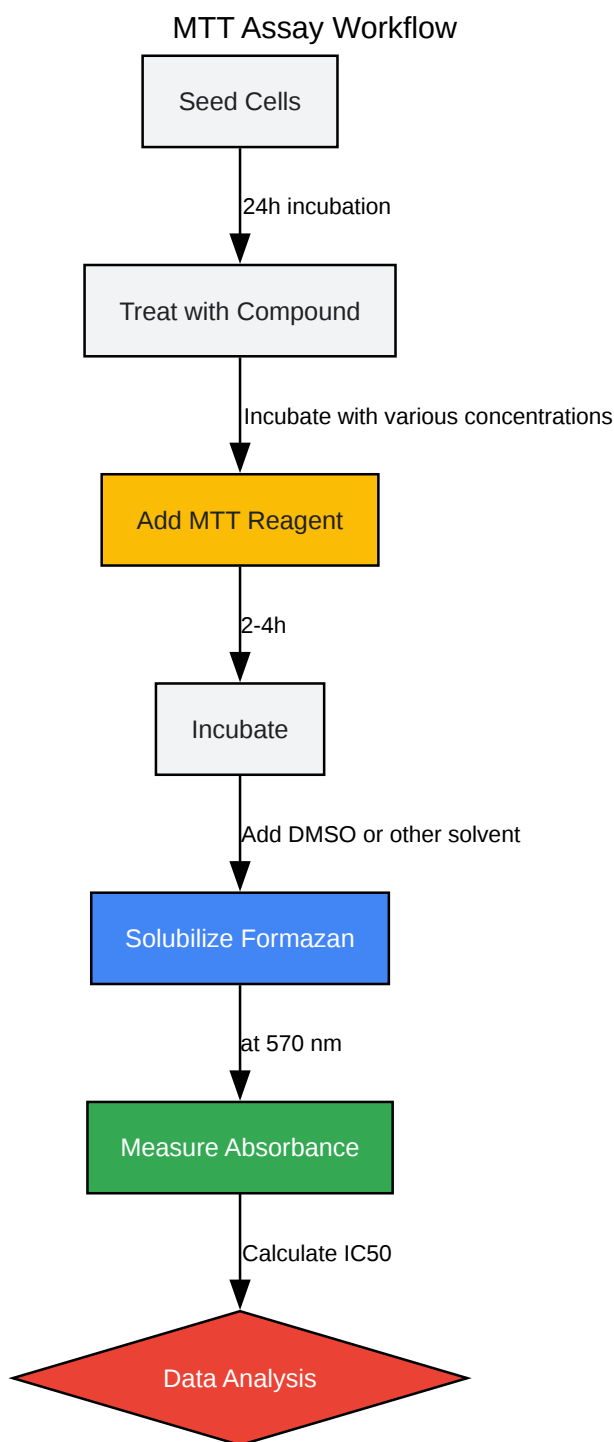 MTT Assay Workflow
Seed Cells
24h incubation
Treat with Compound
Incubate with various concentrations
Add MTT Reagent
2-4h
Incubate
Add DMSO or other solvent
Solubilize Formazan
at 570 nm
Measure Absorbance
Calculate IC50
Data Analysis